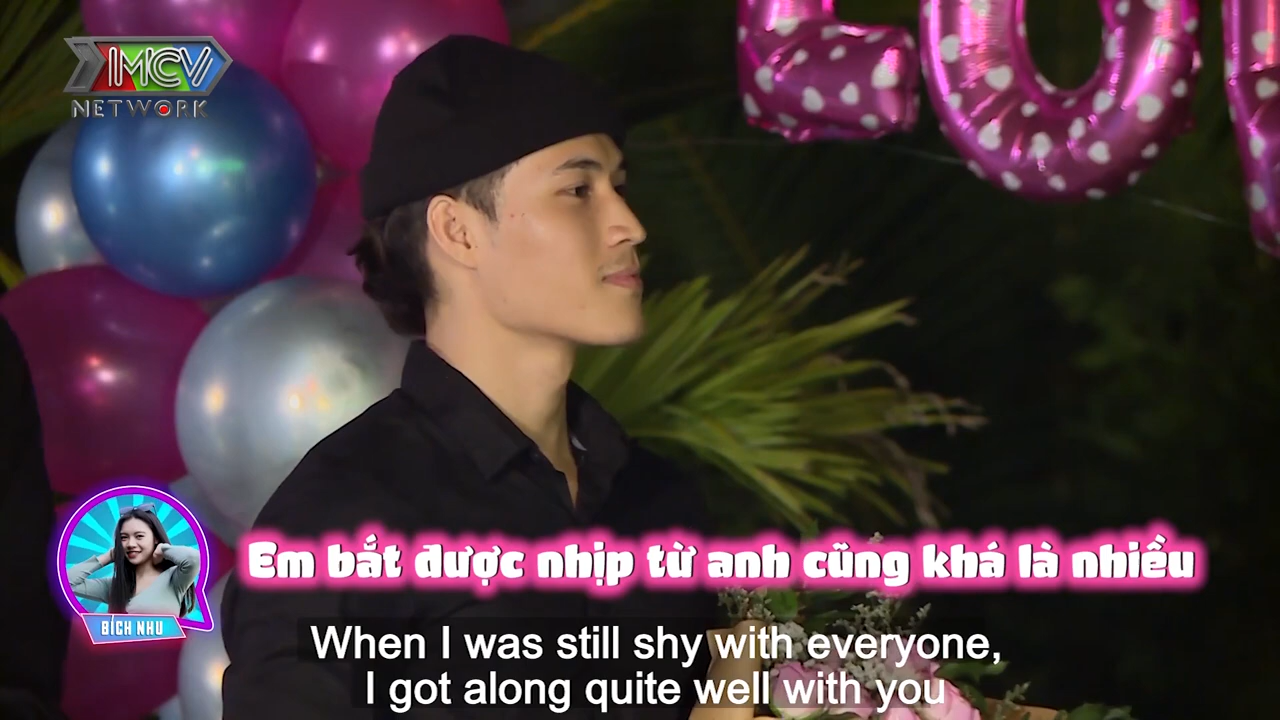 MCV
NETWORK
LOV
Em bắt được nhịp từ anh cũng khá là nhiều
BÍCH NHU
When I was still shy with everyone,
I got along quite well with you